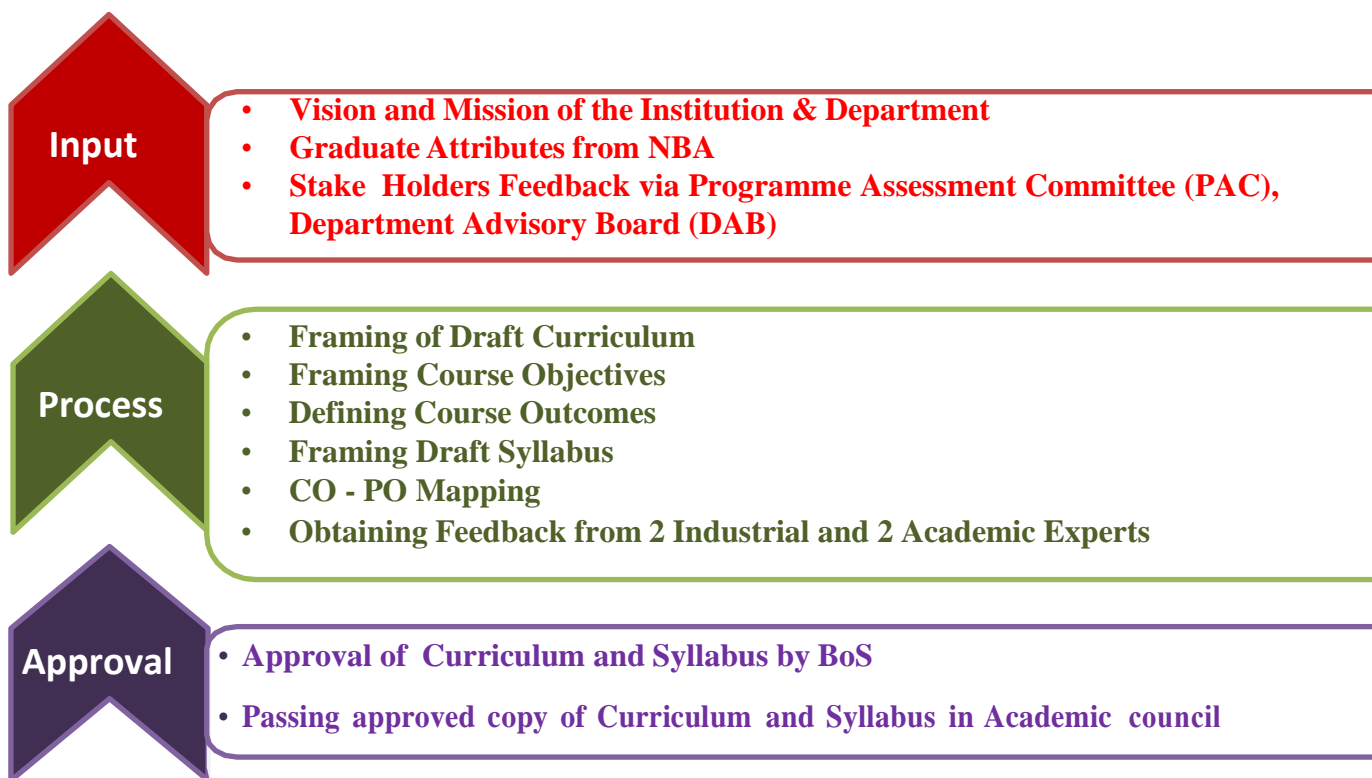 Input
• Vision and Mission of the Institution & Department
• Graduate Attributes from NBA
• Stake Holders Feedback via Programme Assessment Committee (PAC),
Department Advisory Board (DAB)
Process
• Framing of Draft Curriculum
• Framing Course Objectives
• Defining Course Outcomes
• Framing Draft Syllabus
• CO - PO Mapping
• Obtaining Feedback from 2 Industrial and 2 Academic Experts
Approval
• Approval of Curriculum and Syllabus by BoS
• Passing approved copy of Curriculum and Syllabus in Academic council